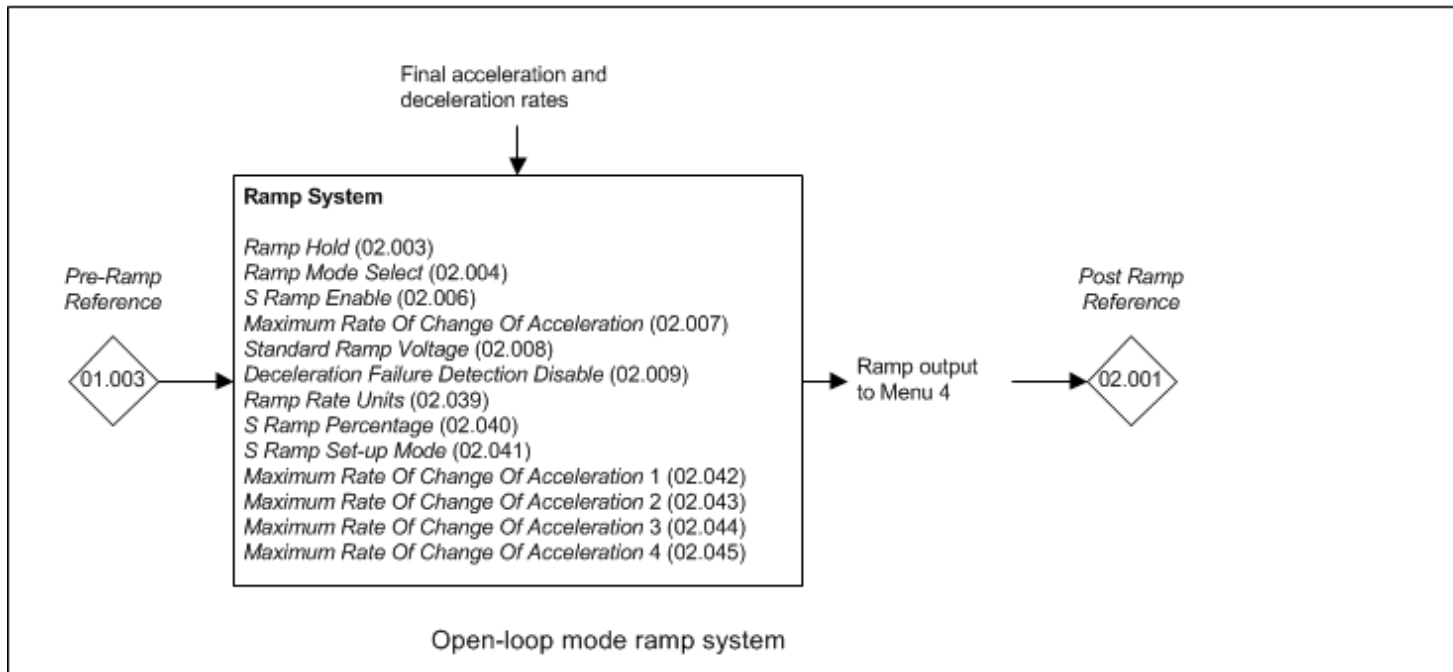 Final acceleration and
deceleration rates
Ramp System
Ramp Hold (02.003)
Ramp Mode Select (02.004)
S Ramp Enable (02.006)
Maximum Rate Of Change Of Acceleration (02.007)
Standard Ramp Voltage (02.008)
Deceleration Failure Detection Disable (02.009)
Ramp Rate Units (02.039)
S Ramp Percentage (02.040)
S Ramp Set-up Mode (02.041)
Maximum Rate Of Change Of Acceleration 1 (02.042)
Maximum Rate Of Change Of Acceleration 2 (02.043)
Maximum Rate Of Change Of Acceleration 3 (02.044)
Maximum Rate Of Change Of Acceleration 4 (02.045)
Pre-Ramp
Reference
01.003
Ramp output
to Menu 4
Post Ramp
Reference
02.001
Open-loop mode ramp system